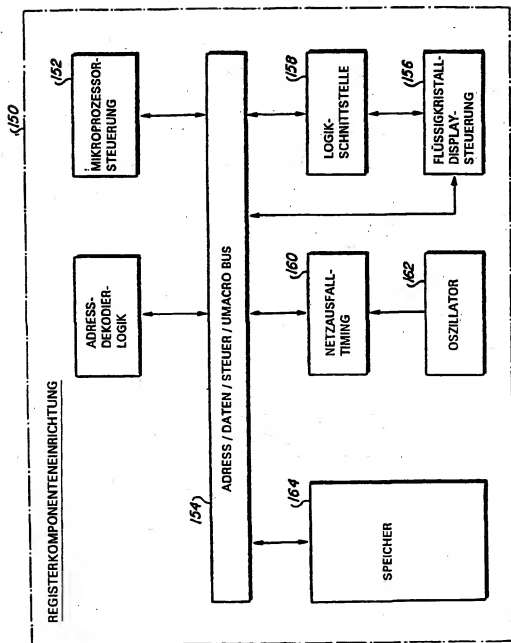 150
REGISTERKOMPONENTENEINRICHTUNG
ADRESS-
DEKODIER-
LOGIK
MIKROPROZESSOR-
STEUERUNG
152
154
ADRESS / DATEN / STEUER / UMACRO BUS
164
SPEICHER
160
NETZAUSFALL-
TIMING
158
LOGIK-
SCHNITTSTELLE
162
OSZILLATOR
156
FLÜSSIGKRISTALL-
DISPLAY-
STEUERUNG